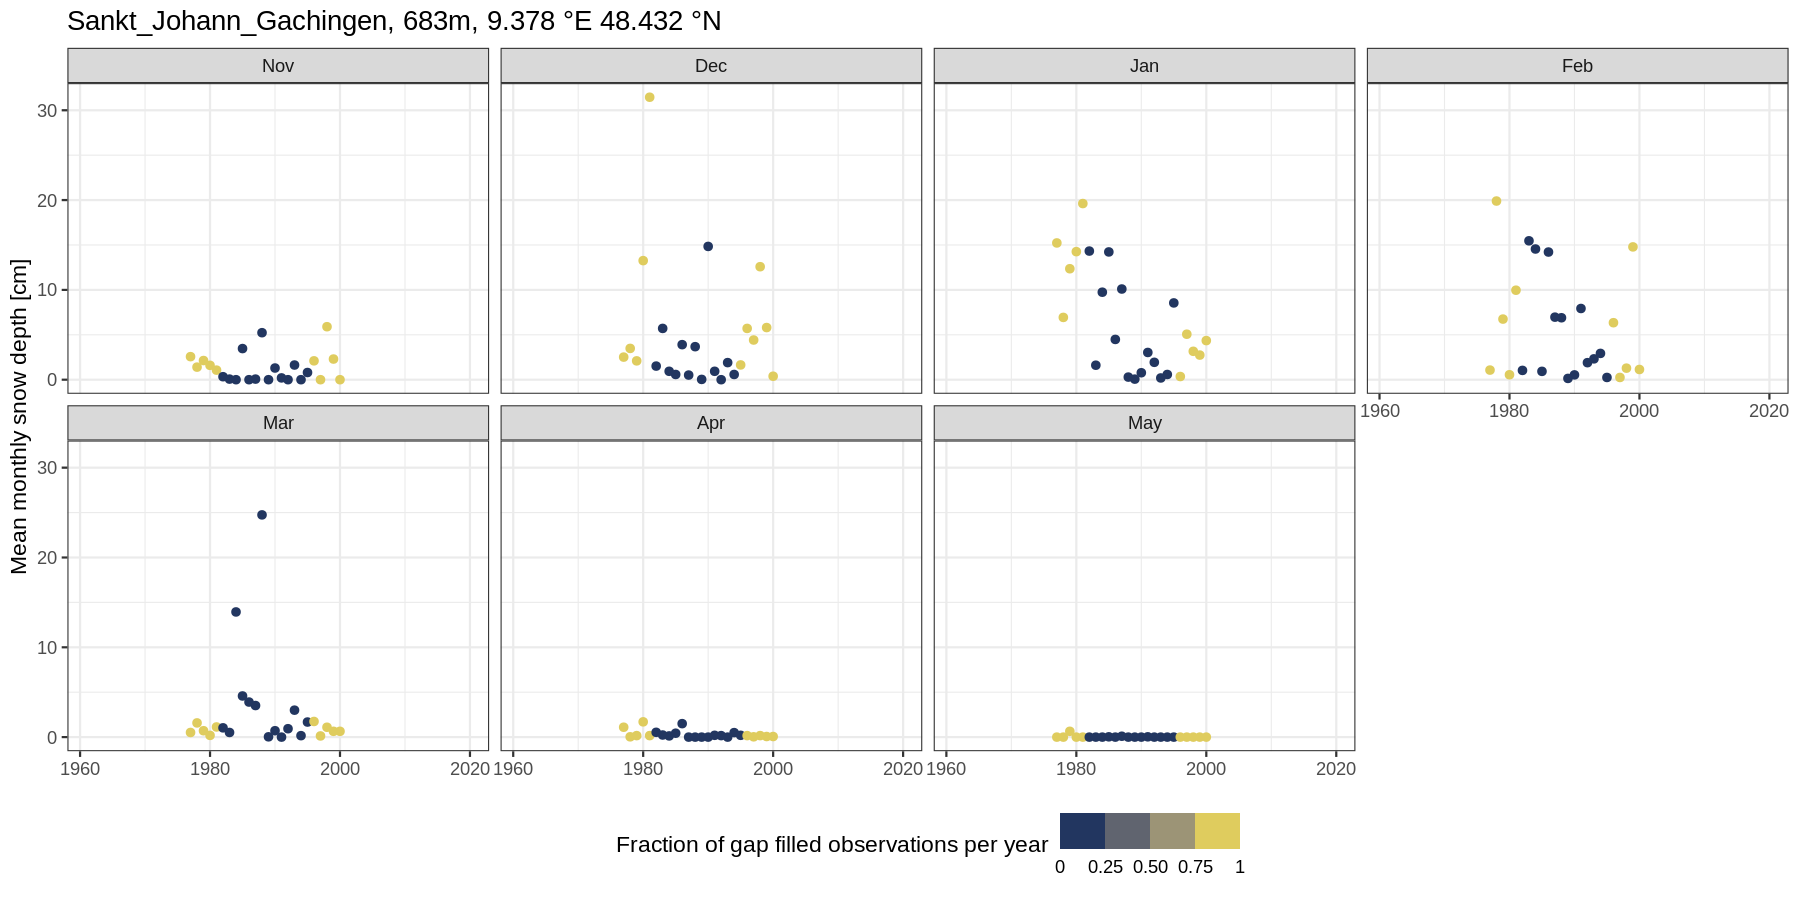 Sankt_Johann_Gachingen, 683m, 9.378 °E 48.432 °N
Nov
Dec
Jan
Feb
30
20
10
0
1960 1980 2000 2020
Mar
Apr
May
30
20
10
0
1960 1980 2000 2020
1960 1980 2000 2020
1960 1980 2000 2020
Mean monthly snow depth [cm]
Fraction of gap filled observations per year
0 0.25 0.50 0.75 1